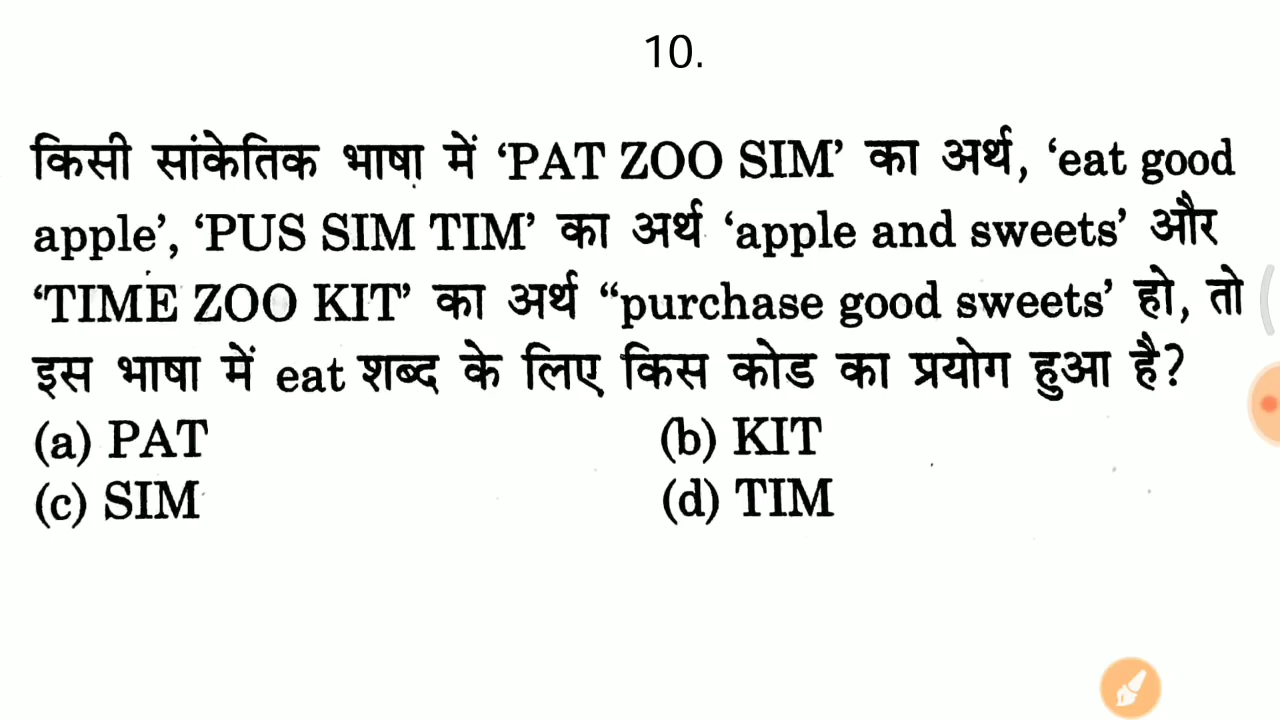 10.
किसी सांकेतिक भाषा में ‘PAT ZOO SIM’ का अर्थ, ‘eat good
apple’, ‘PUS SIM TIM’ का अर्थ ‘apple and sweets’ और
‘TIME ZOO KIT’ का अर्थ “purchase good sweets’ हो, तो
इस भाषा में eat शब्द के लिए किस कोड का प्रयोग हुआ है?
(a) PAT (b) KIT
(c) SIM (d) TIM